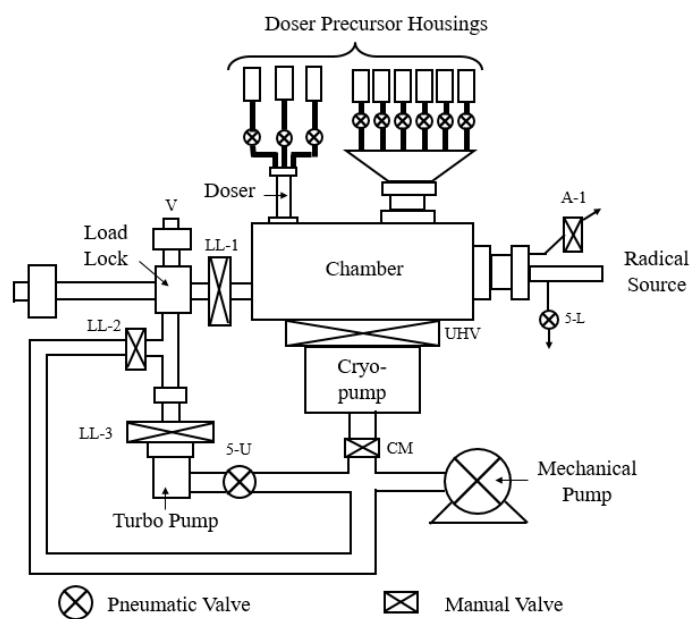 Doser Precursor Housings
Doser
A-1
V
LL-1
Load
Lock
Chamber
Radical
Source
5-L
LL-2
UHV
Cryo-
pump
LL-3
5-U
CM
Mechanical
Pump
Turbo Pump
Pneumatic Valve
Manual Valve